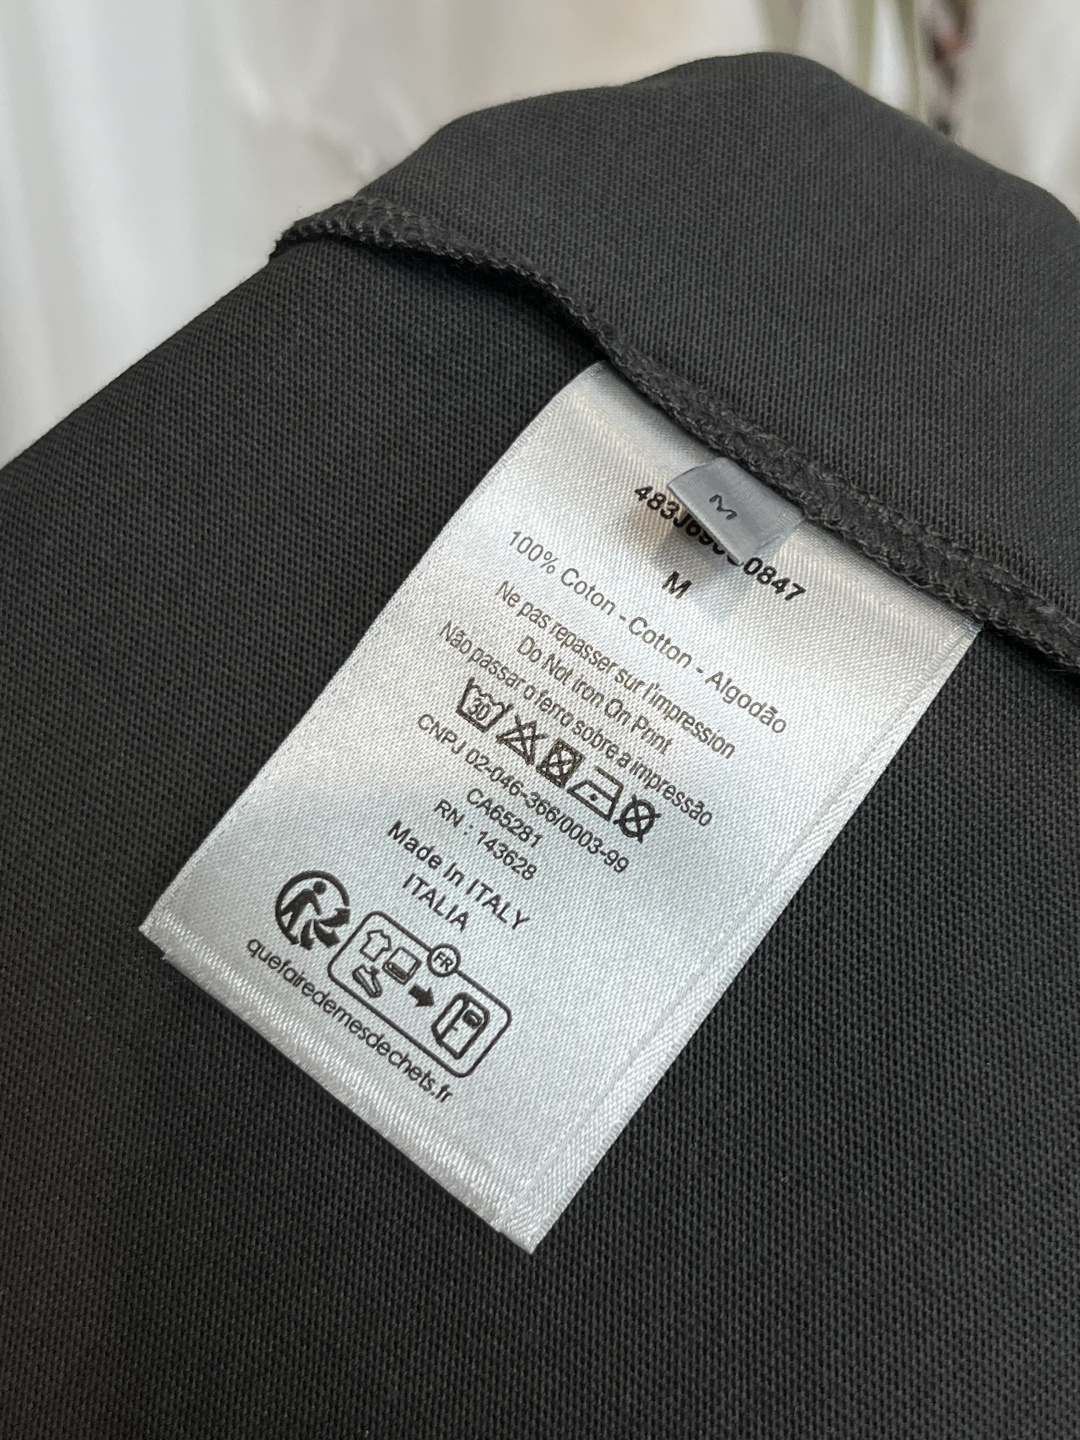 M
M
100% Coton - Cotton - Algodão
Ne pas repasser sur l'impression
Do Not Iron On Print
Não passar o ferro sobre a impressão
30
CNPJ 02-046-366/0003-99
CA65281
RN : 143628
Made In ITALY
ITALIA
FR
quefairedemesdechets.fr